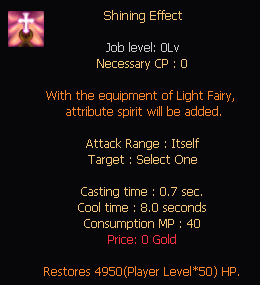 Shining Effect
Job level: 0Lv
Necessary CP : 0
With the equipment of Light Fairy,
attribute spirit will be added.
Attack Range : Itself
Target : Select One
Casting time : 0.7 sec.
Cool time : 8.0 seconds
Consumption MP : 40
Price: 0 Gold
Restores 4950(Player Level*50) HP.